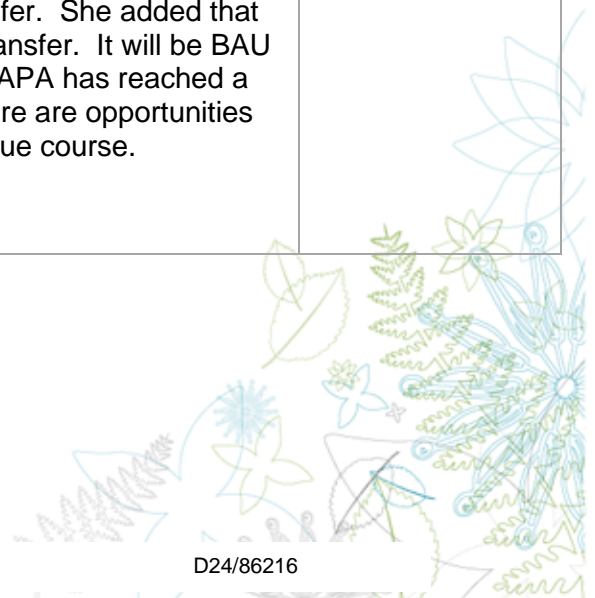 fer. She added that
ansfer. It will be BAU
APA has reached a
re are opportunities
ue course.
D24/86216